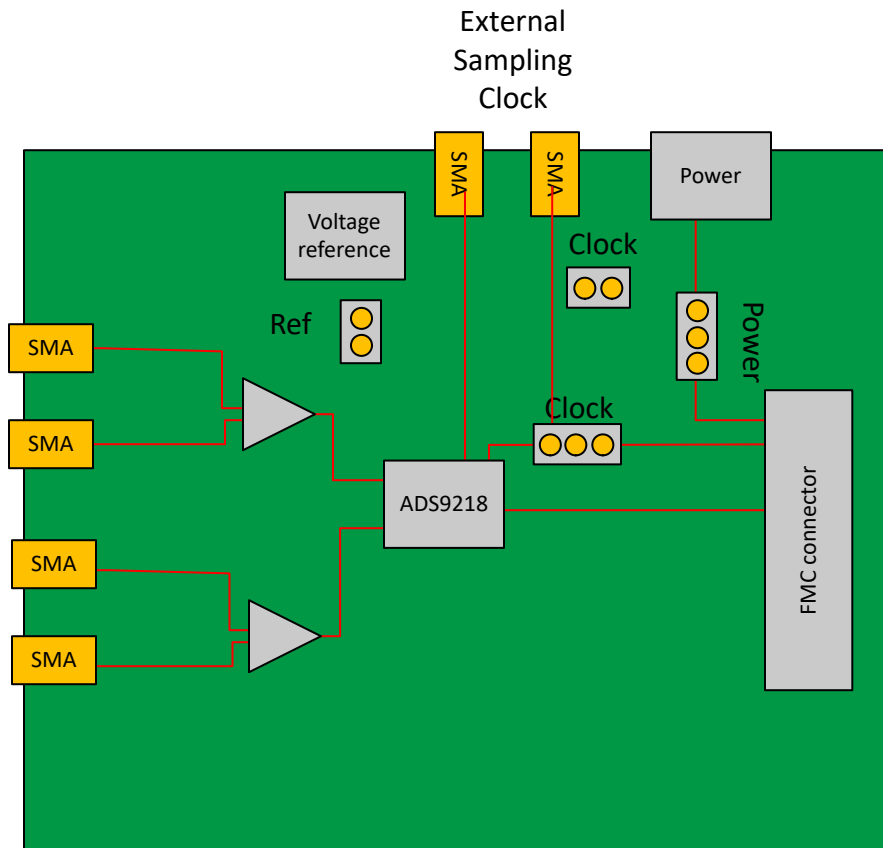 External
Sampling
Clock
SMA
SMA
Power
Voltage
reference
Clock
Ref
Power
SMA
Clock
SMA
ADS9218
FMC connector
SMA
SMA